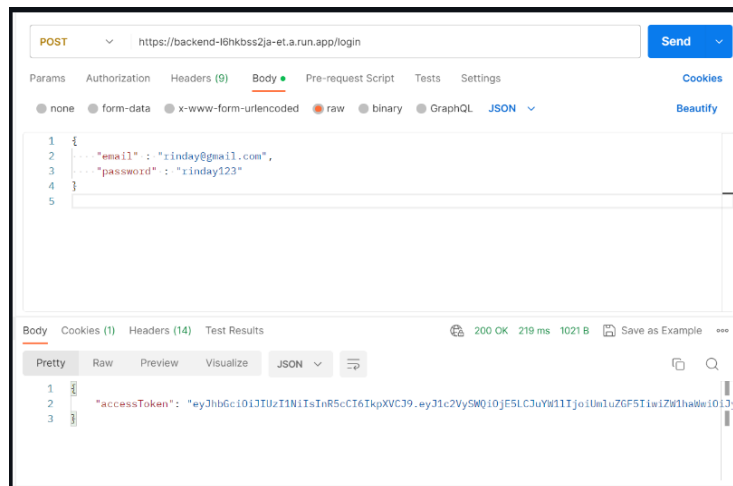 POST https://backend-l6hkbss2ja-et.a.run.app/login Send
Params Authorization Headers (9) Body Pre-request Script Tests Settings Cookies
none form-data x-www-form-urlencoded raw binary GraphQL JSON Beautify
1 {
2 "email" : "rinday@gmail.com",
3 "password" : "rinday123"
4 }
5
Body Cookies (1) Headers (14) Test Results 200 OK 219 ms 1021 B Save as Example
Pretty Raw Preview Visualize JSON
1 {
2 "accessToken": "eyJhbGciOiJIUzI1NiIsInR5cCI6IkpXVCJ9.eyJ1c2VySWQiOjE5LCJuYW1lIjoiUmluZGF5IiwiZW1haWwiOiJy
3 }